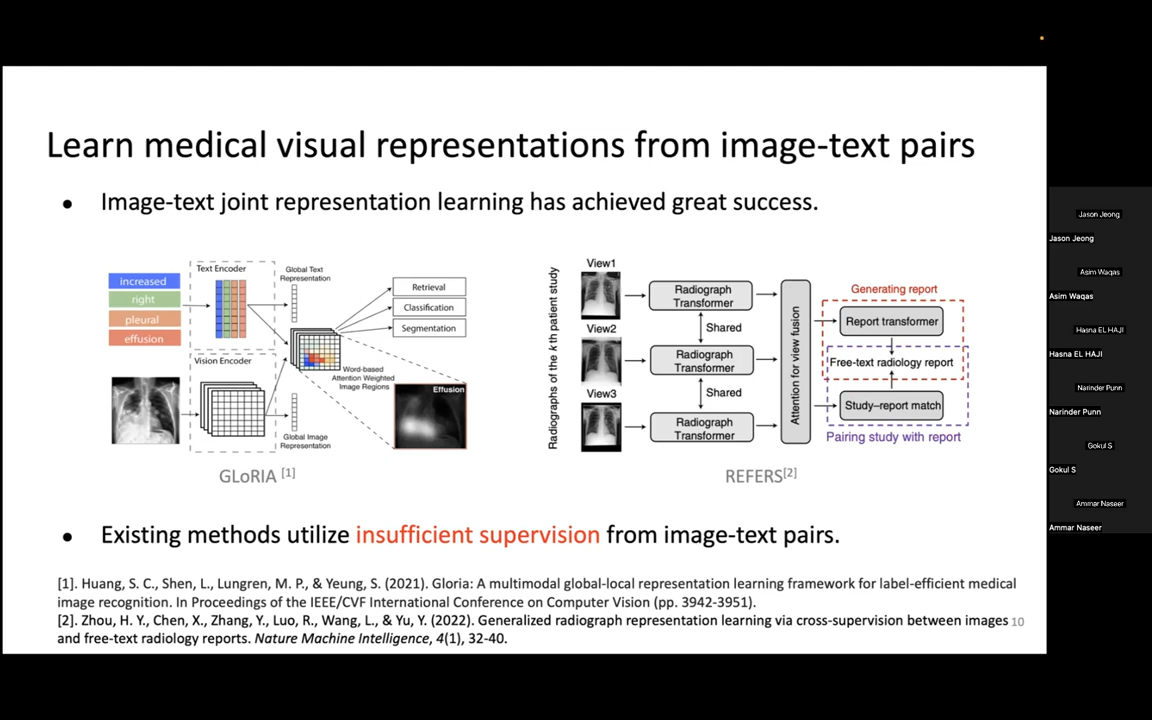 Learn medical visual representations from image-text pairs
● Image-text joint representation learning has achieved great success.
increased
right
pleural
effusion
Text Encoder
Vision Encoder
Global Text
Representation
Word-based
Attention Weighted
Image Regions
Global Image
Representation
Retrieval
Classification
Segmentation
Effusion
GLoRIA [1]
Radiographs of the kth patient study
View1
View2
View3
Radiograph
Transformer
Shared
Radiograph
Transformer
Shared
Radiograph
Transformer
Attention for view fusion
Generating report
Report transformer
Free-text radiology report
Study–report match
Pairing study with report
REFERS[2]
● Existing methods utilize insufficient supervision from image-text pairs.
[1]. Huang, S. C., Shen, L., Lungren, M. P., & Yeung, S. (2021). Gloria: A multimodal global-local representation learning framework for label-efficient medical
image recognition. In Proceedings of the IEEE/CVF International Conference on Computer Vision (pp. 3942-3951).
[2]. Zhou, H. Y., Chen, X., Zhang, Y., Luo, R., Wang, L., & Yu, Y. (2022). Generalized radiograph representation learning via cross-supervision between images
and free-text radiology reports. Nature Machine Intelligence, 4(1), 32-40.
10
Jason Jeong
Jason Jeong
Asim Waqas
Asim Waqas
Hasna EL HAJI
Hasna EL HAJI
Narinder Punn
Narinder Punn
Gokul S
Gokul S
Ammar Naseer
Ammar Naseer